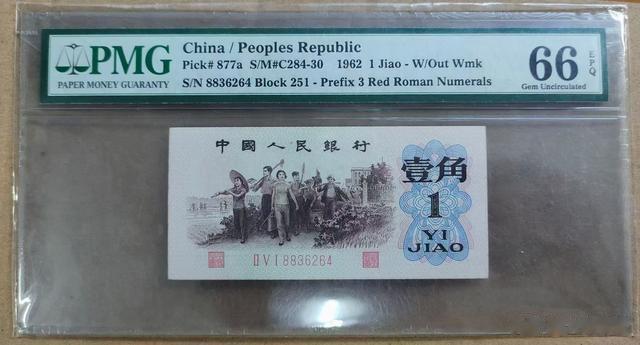 PMG
PAPER MONEY GUARANTY
China / Peoples Republic
Pick# 877a S/M#C284-30 1962 1 Jiao - W/Out Wmk
S/N 8836264 Block 251 - Prefix 3 Red Roman Numerals
66
EPQ
Gem Uncirculated
中國人民銀行
壹角
1
YI
JIAO
II V I 8836264